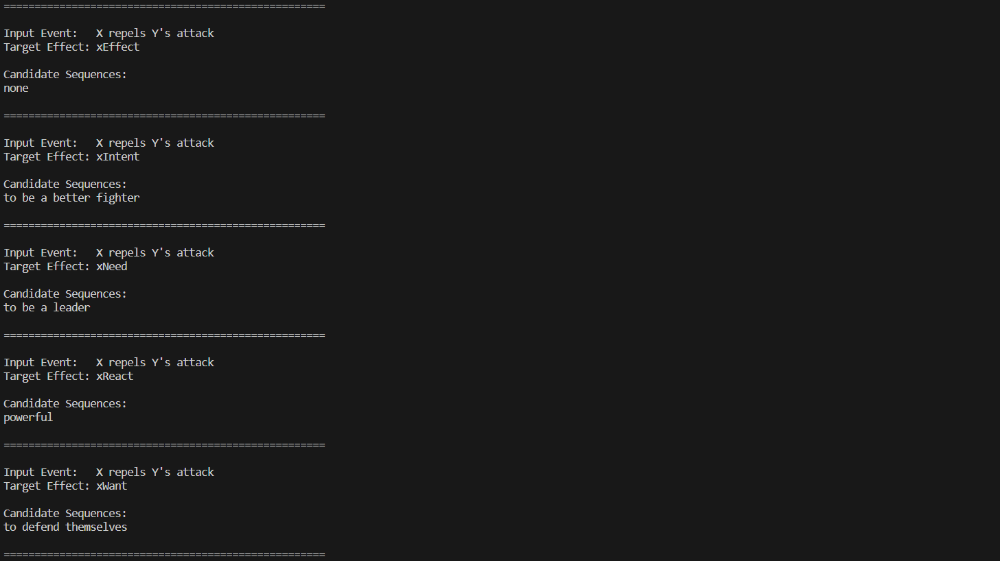 ====================================================
Input Event:   X repels Y's attack
Target Effect: xEffect
Candidate Sequences:
none
====================================================
Input Event:   X repels Y's attack
Target Effect: xIntent
Candidate Sequences:
to be a better fighter
====================================================
Input Event:   X repels Y's attack
Target Effect: xNeed
Candidate Sequences:
to be a leader
====================================================
Input Event:   X repels Y's attack
Target Effect: xReact
Candidate Sequences:
powerful
====================================================
Input Event:   X repels Y's attack
Target Effect: xWant
Candidate Sequences:
to defend themselves
====================================================